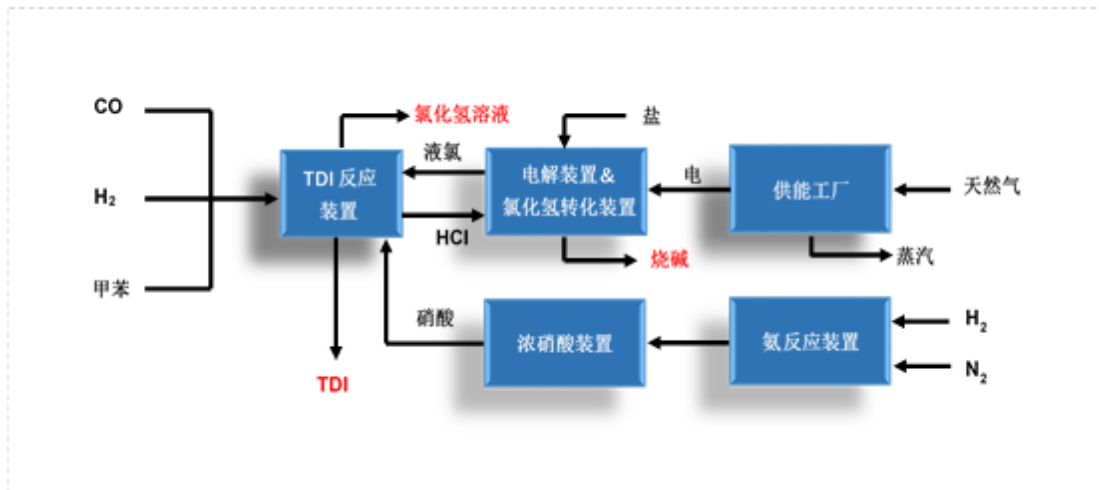 CO
H₂
甲苯
氯化氢溶液
TDI 反应
装置
TDI
液氯
HCl
硝酸
盐
电解装置＆
氯化氢转化装置
烧碱
浓硝酸装置
电
供能工厂
天然气
蒸汽
氨反应装置
H₂
N₂